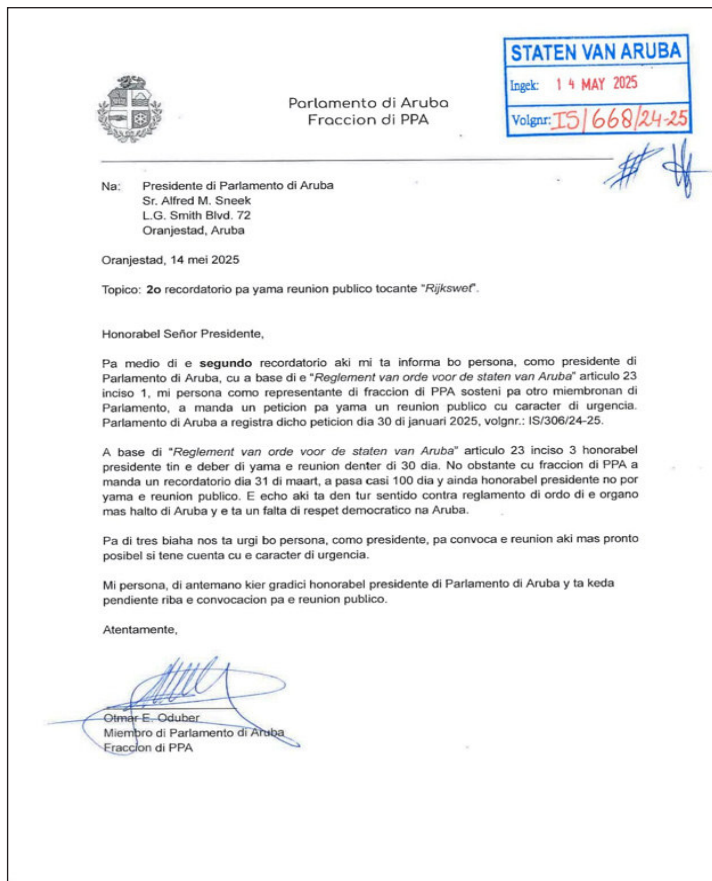 STATEN VAN ARUBA
Ingek: 14 MAY 2025
Volgnr: IS/668/24-25
Parlamento di Aruba
Fraccion di PPA
Na: Presidente di Parlamento di Aruba
Sr. Alfred M. Sneek
L.G. Smith Blvd. 72
Oranjestad, Aruba
Oranjestad, 14 mei 2025
Topico: 2o recordatorio pa yama reunion publico tocante “Rijkswet”.
Honorabel Señor Presidente,
Pa medio di e segundo recordatorio aki mi ta informa bo persona, como presidente di
Parlamento di Aruba, cu a base di e “Reglement van orde voor de staten van Aruba” articulo 23
inciso 1, mi persona como representante di fraccion di PPA sosteni pa otro miembronan di
Parlamento, a manda un peticion pa yama un reunion publico cu caracter di urgencia.
Parlamento di Aruba a registra dicho peticion dia 30 di januari 2025, volgnr.: IS/306/24-25.
A base di “Reglement van orde voor de staten van Aruba” articulo 23 inciso 3 honorabel
presidente tin e deber di yama e reunion denter di 30 dia. No obstante cu fraccion di PPA a
manda un recordatorio dia 31 di maart, a pasa casi 100 dia y ainda honorabel presidente no por
yama e reunion publico. E echo aki ta den tur sentido contra reglamento di ordo di e organo
mas halto di Aruba y e ta un falta di respet democratico na Aruba.
Pa di tres biaha nos ta urgi bo persona, como presidente, pa convoca e reunion aki mas pronto
posibel si tene cuenta cu e caracter di urgencia.
Mi persona, di antemano kier gradici honorabel presidente di Parlamento di Aruba y ta keda
pendiente riba e convocacion pa e reunion publico.
Atentamente,
Otmar E. Oduber
Miembro di Parlamento di Aruba
Fraccion di PPA